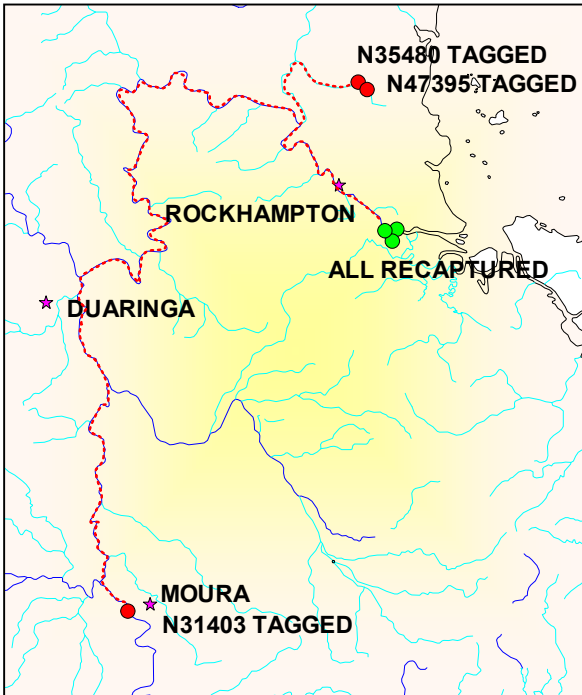 N35480 TAGGED
N47395 TAGGED
ROCKHAMPTON
ALL RECAPTURED
DUARINGA
MOURA
N31403 TAGGED